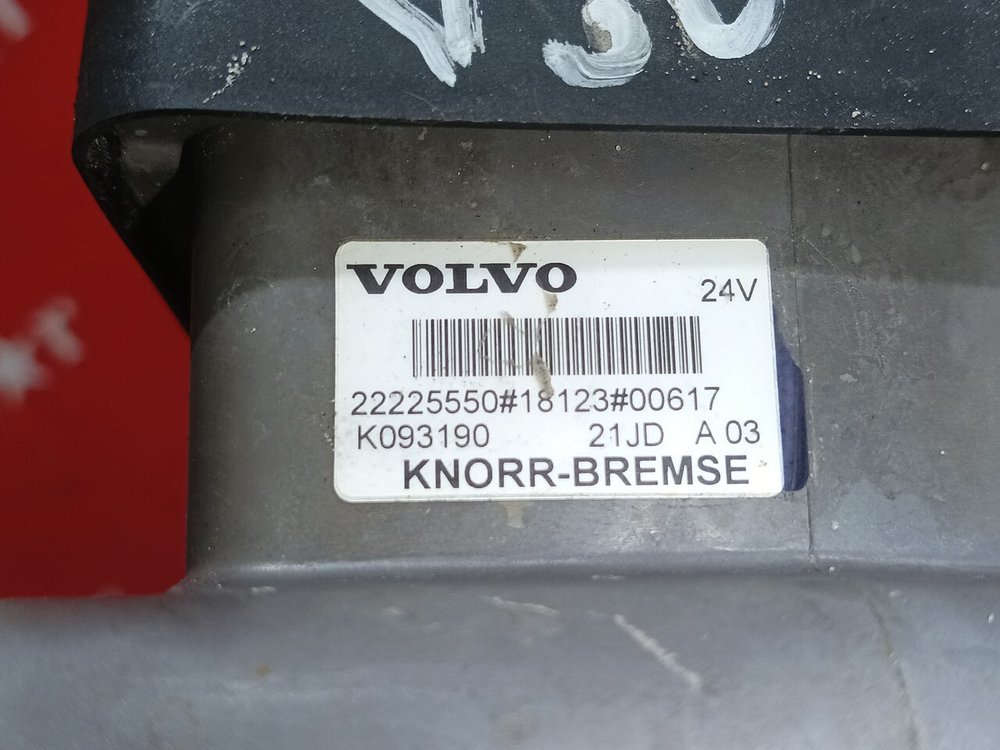 VOLVO
24V
22225550#18123#00617
K093190 21JD A 03
KNORR-BREMSE